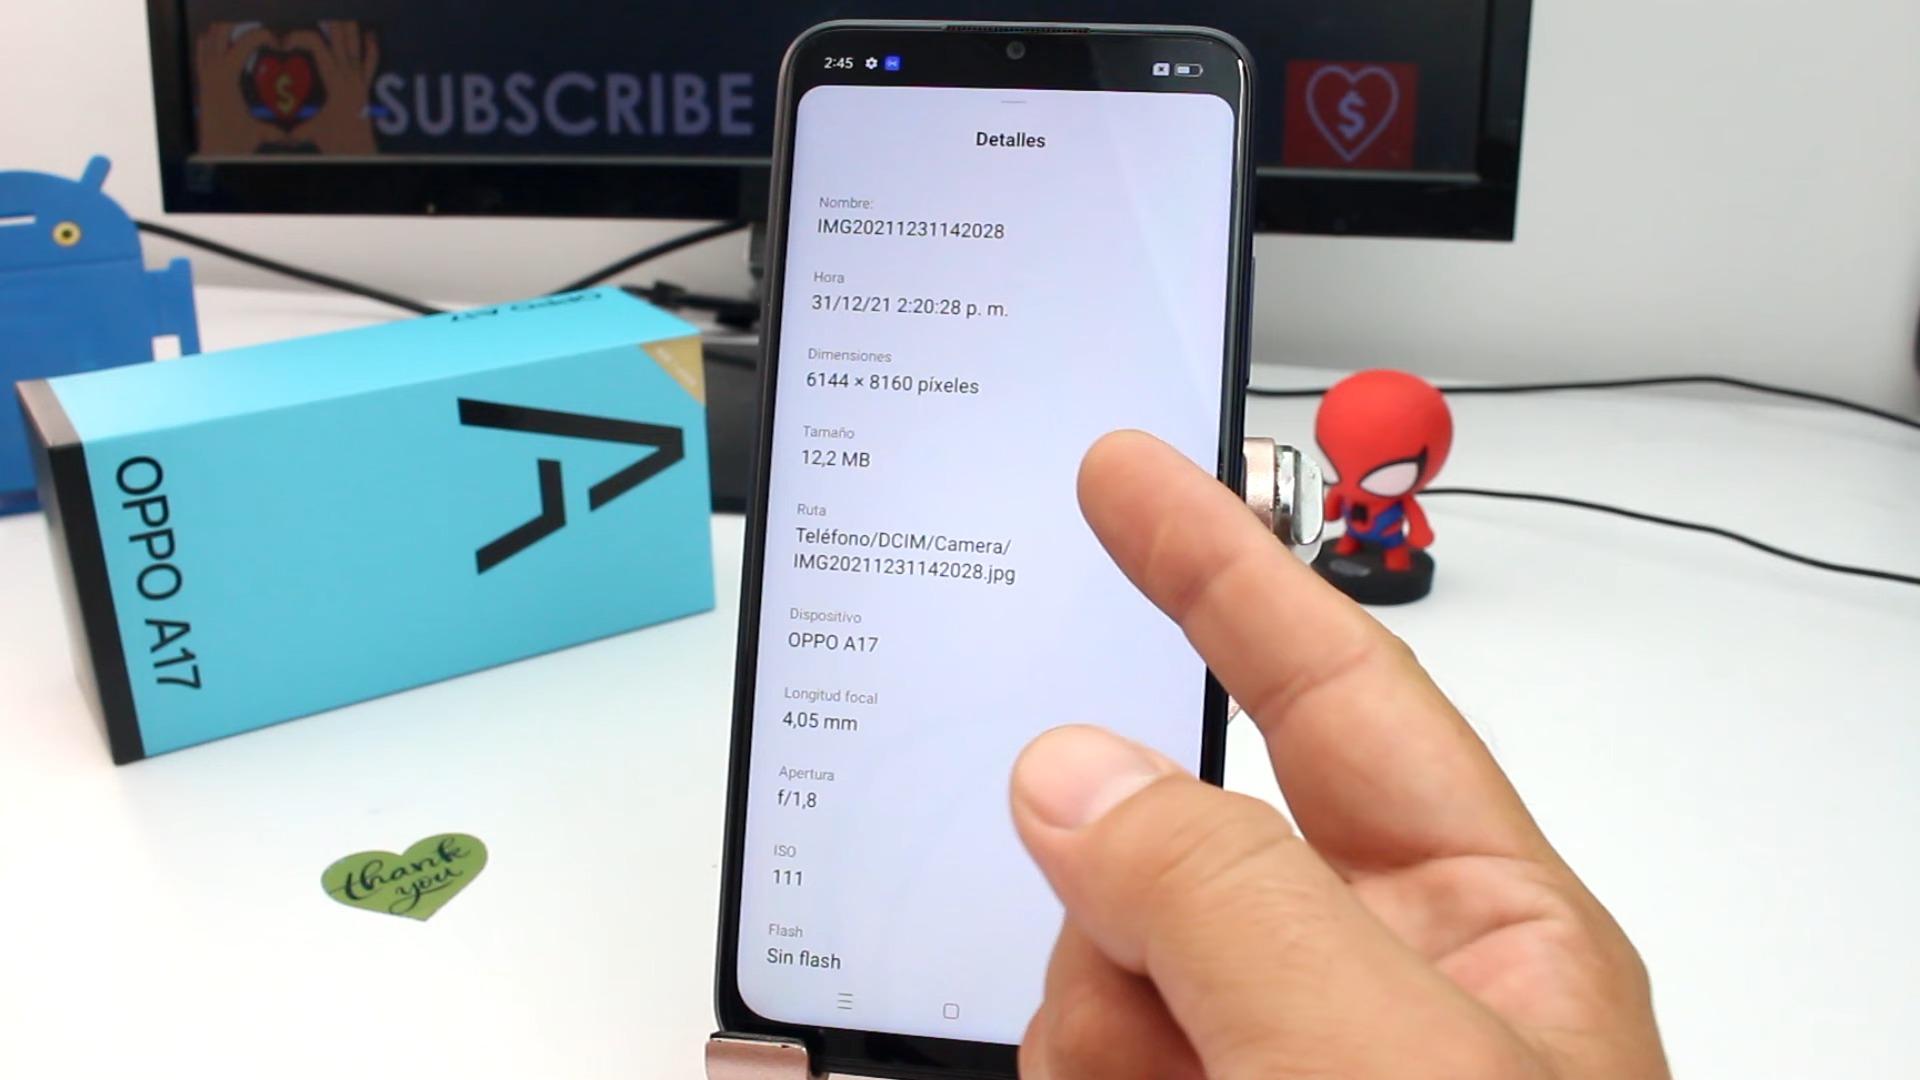 SUBSCRIBE
$
$
2:45
Detalles
Nombre:
IMG20211231142028
Hora
31/12/21 2:20:28 p. m.
Dimensiones
6144 × 8160 píxeles
Tamaño
12,2 MB
Ruta
Teléfono/DCIM/Camera/
IMG20211231142028.jpg
Dispositivo
OPPO A17
Longitud focal
4,05 mm
Apertura
f/1,8
ISO
111
Flash
Sin flash
OPPO A17
OPPO A17
thank
you